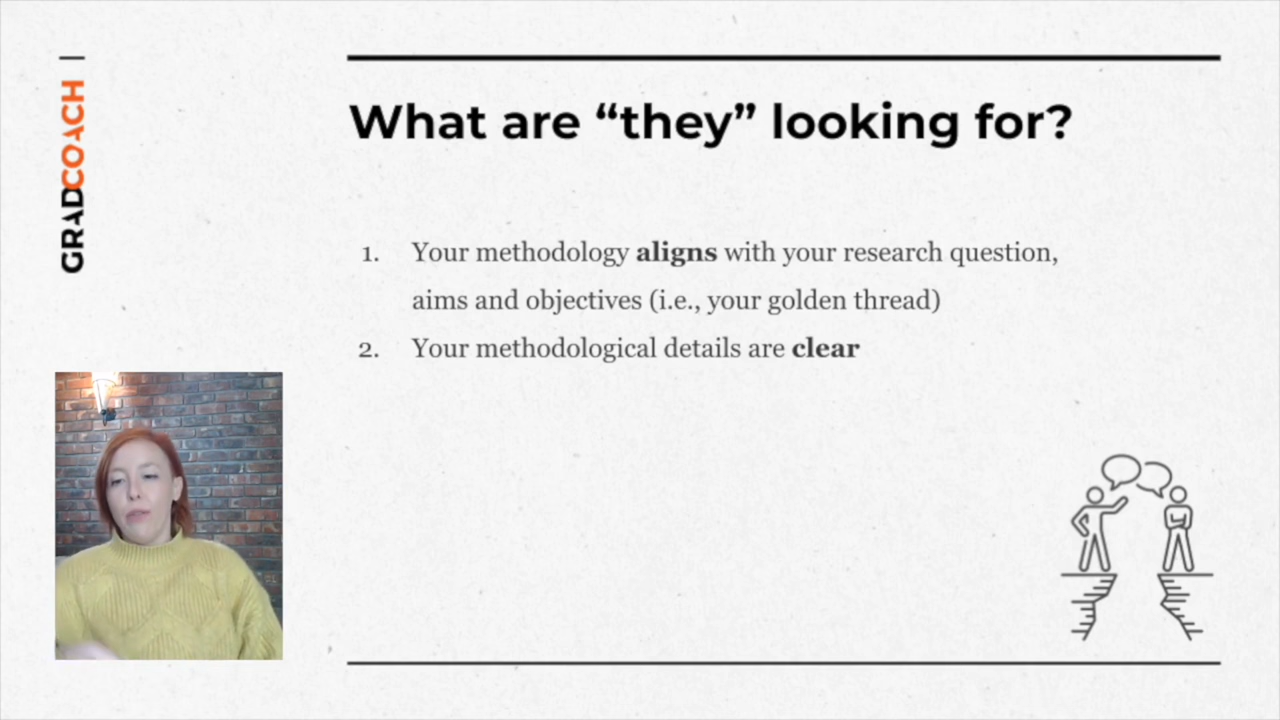 GRADCOACH
What are “they” looking for?
1. Your methodology aligns with your research question,
aims and objectives (i.e., your golden thread)
2. Your methodological details are clear